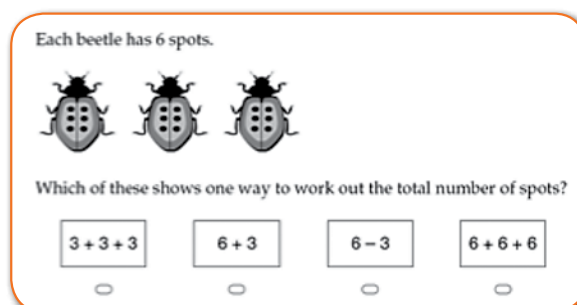 Each beetle has 6 spots.
Which of these shows one way to work out the total number of spots?
3 + 3 + 3
6 + 3
6 – 3
6 + 6 + 6